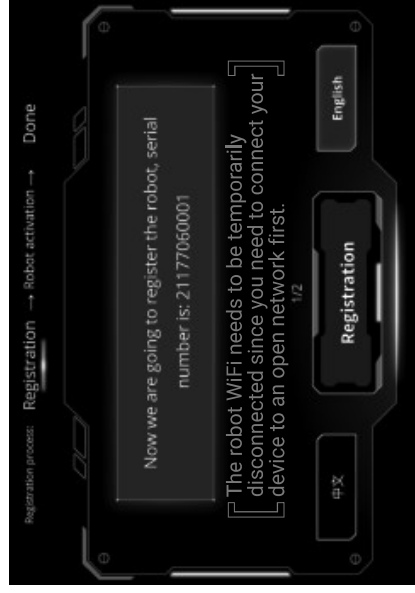 Registration process: Registration → Robot activation → Done
Now we are going to register the robot, serial
number is: 21177060001
The robot WiFi needs to be temporarily
disconnected since you need to connect your
device to an open network first.
1/2
中文
Registration
English